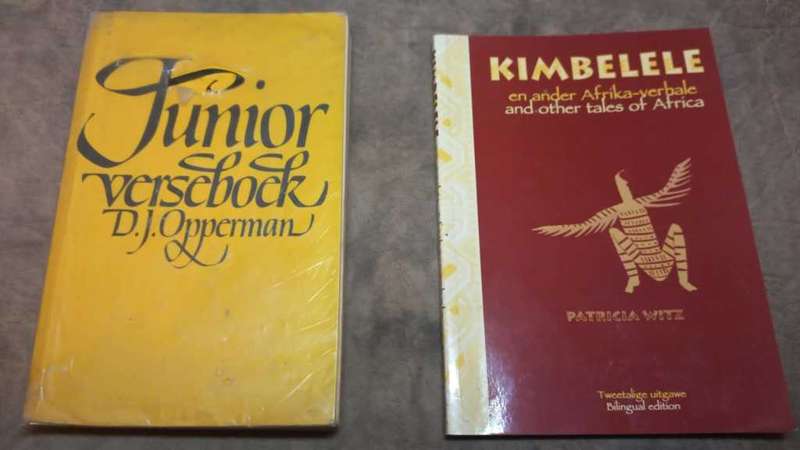 Junior
verseboek
D.J. Opperman
KIMBELELE
en ander Afrika-verhale
and other tales of Africa
PATRICIA WITZ
Tweetalige uitgawe
Bilingual edition